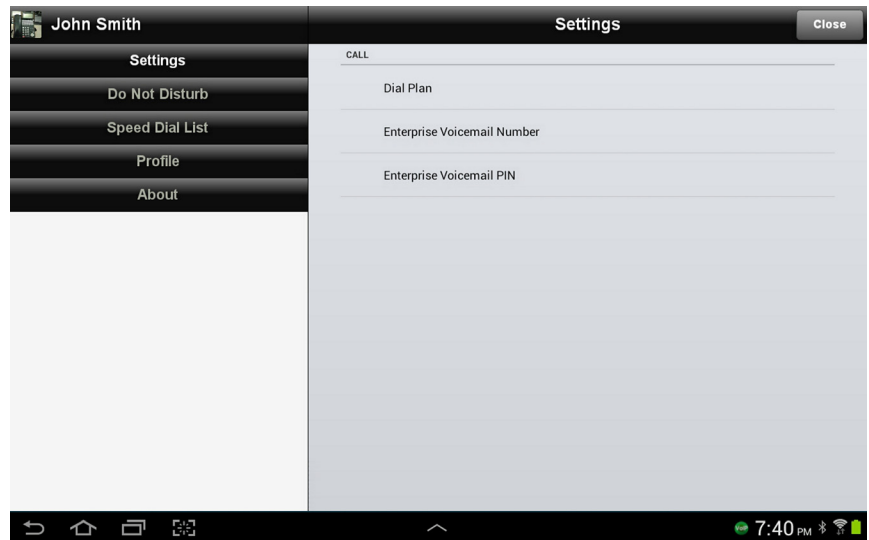 John Smith
Settings
Close
Settings
Do Not Disturb
Speed Dial List
Profile
About
CALL
Dial Plan
Enterprise Voicemail Number
Enterprise Voicemail PIN
7:40 PM